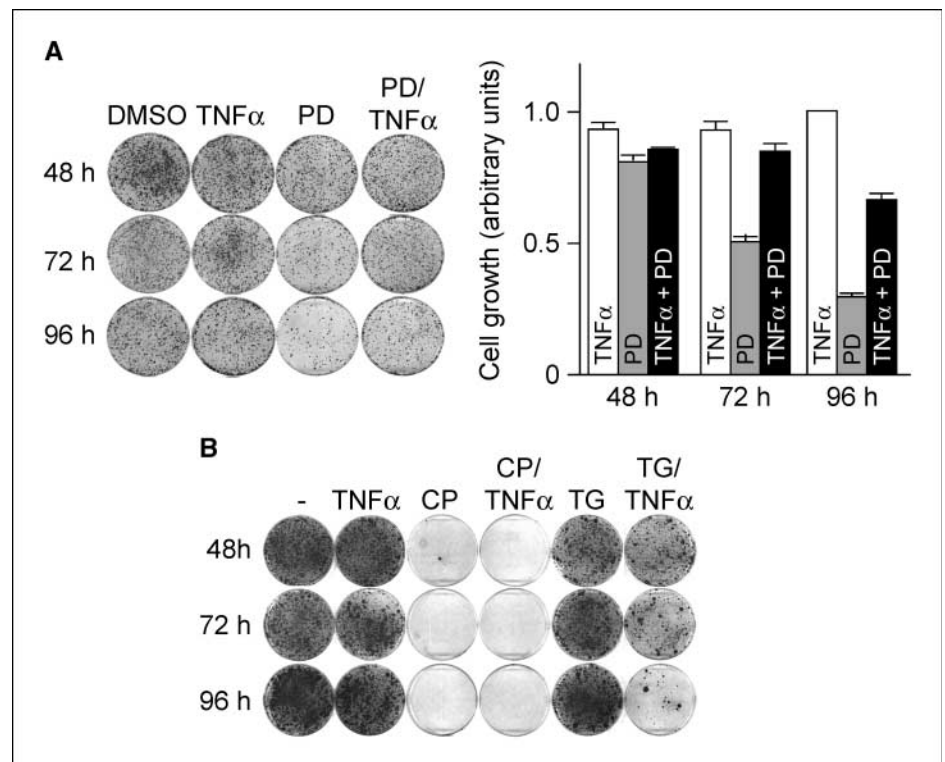 A
DMSO TNFα PD PD/
TNFα
48 h
72 h
96 h
Cell growth (arbitrary units)
1.0
0.5
0
TNFα PD TNFα + PD TNFα PD TNFα + PD TNFα PD TNFα + PD
48 h 72 h 96 h
B
- TNFα CP CP/
TNFα TG TG/
TNFα
48h
72 h
96 h